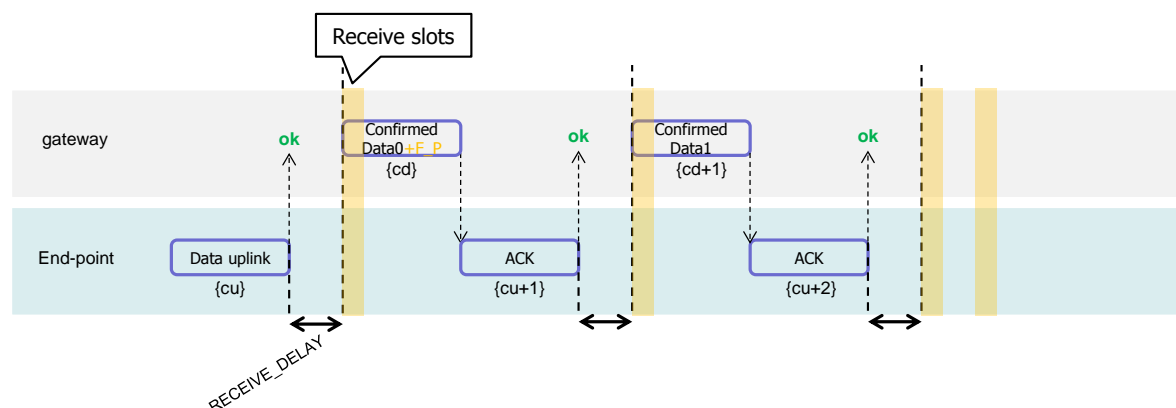 Receive slots
gateway
ok
Confirmed
Data0+F_P
{cd}
ok
Confirmed
Data1
{cd+1}
ok
End-point
Data uplink
{cu}
ACK
{cu+1}
ACK
{cu+2}
RECEIVE_DELAY